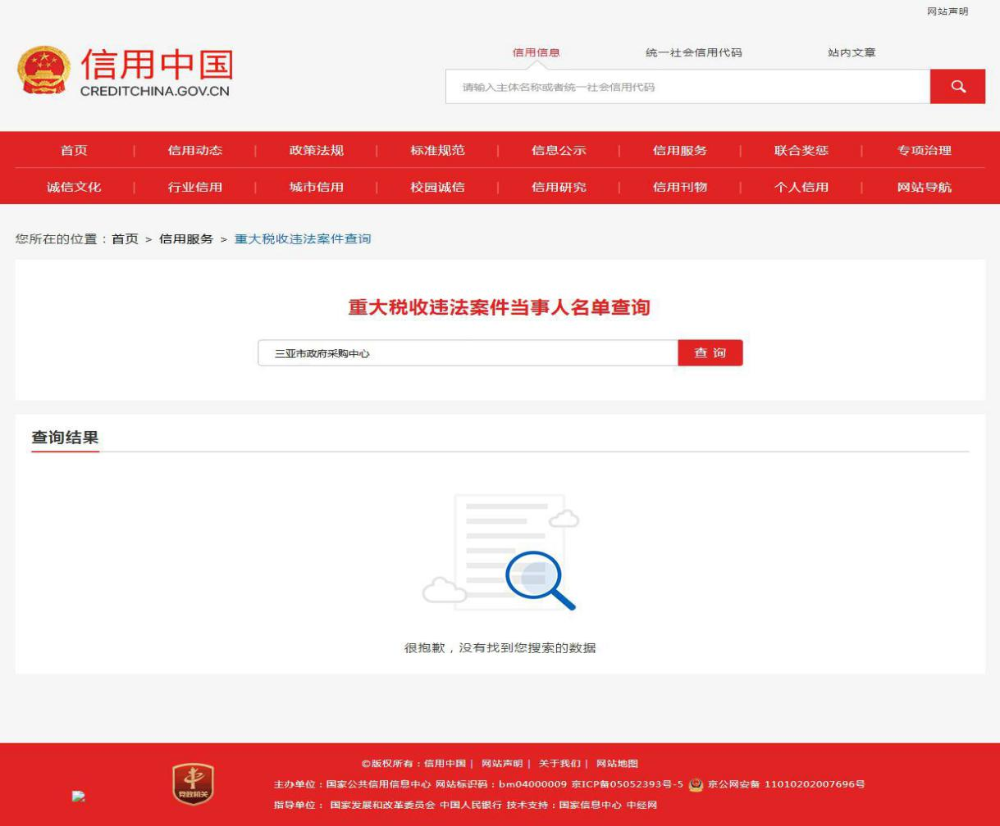 网站声明
信用中国
CREDITCHINA.GOV.CN
信用信息 统一社会信用代码 站内文章
请输入主体名称或者统一社会信用代码
首页 | 信用动态 | 政策法规 | 标准规范 | 信息公示 | 信用服务 | 联合奖惩 | 专项治理
诚信文化 | 行业信用 | 城市信用 | 校园诚信 | 信用研究 | 信用刊物 | 个人信用 | 网站导航
您所在的位置：首页 > 信用服务 > 重大税收违法案件查询
重大税收违法案件当事人名单查询
三亚市政府采购中心 查 询
查询结果
很抱歉，没有找到您搜索的数据
©版权所有：信用中国| 网站声明| 关于我们| 网站地图
主办单位：国家公共信用信息中心 网站标识码：bm04000009 京ICP备05052393号-5 京公网安备 11010202007696号
党政机关
指导单位： 国家发展和改革委员会 中国人民银行 技术支持：国家信息中心 中经网